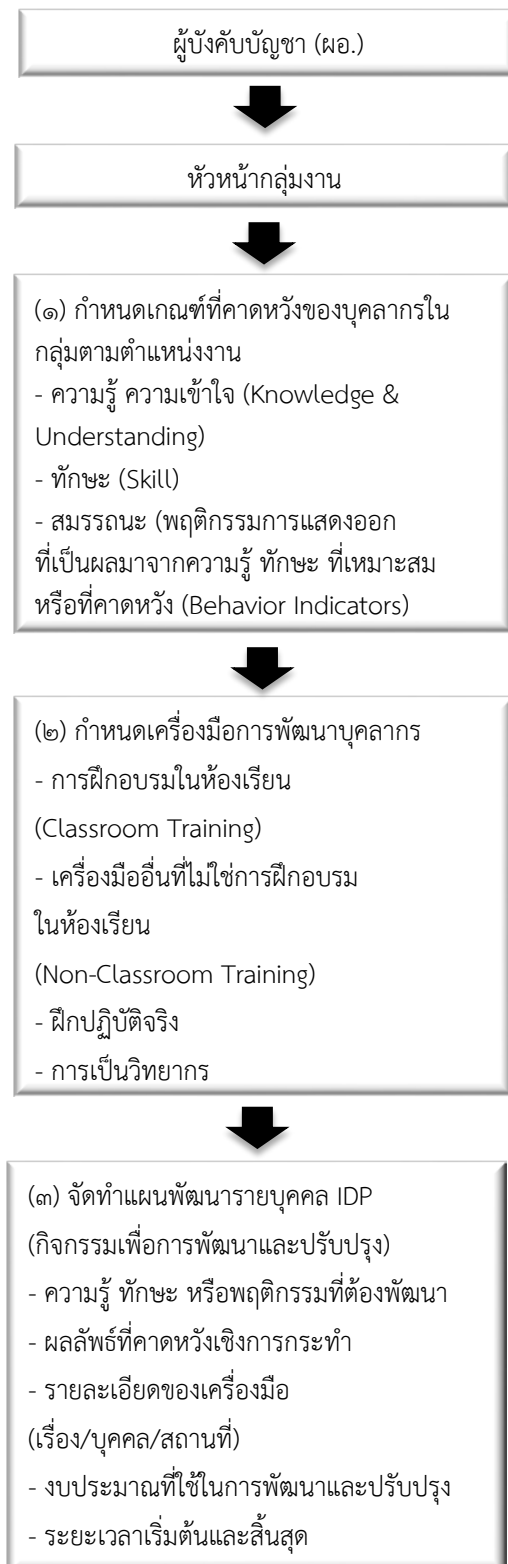 ผู้บังคับบัญชา (ผอ.)
หัวหน้ากลุ่มงาน
(๑) กำหนดเกณฑ์ที่คาดหวังของบุคลากรใน
กลุ่มตามตำแหน่งงาน
- ความรู้ ความเข้าใจ (Knowledge &
Understanding)
- ทักษะ (Skill)
- สมรรถนะ (พฤติกรรมการแสดงออก
ที่เป็นผลมาจากความรู้ ทักษะ ที่เหมาะสม
หรือที่คาดหวัง (Behavior Indicators)
(๒) กำหนดเครื่องมือการพัฒนาบุคลากร
- การฝึกอบรมในห้องเรียน
(Classroom Training)
- เครื่องมืออื่นที่ไม่ใช่การฝึกอบรม
ในห้องเรียน
(Non-Classroom Training)
- ฝึกปฏิบัติจริง
- การเป็นวิทยากร
(๓) จัดทำแผนพัฒนารายบุคคล IDP
(กิจกรรมเพื่อการพัฒนาและปรับปรุง)
- ความรู้ ทักษะ หรือพฤติกรรมที่ต้องพัฒนา
- ผลลัพธ์ที่คาดหวังเชิงการกระทำ
- รายละเอียดของเครื่องมือ
(เรื่อง/บุคคล/สถานที่)
- งบประมาณที่ใช้ในการพัฒนาและปรับปรุง
- ระยะเวลาเริ่มต้นและสิ้นสุด